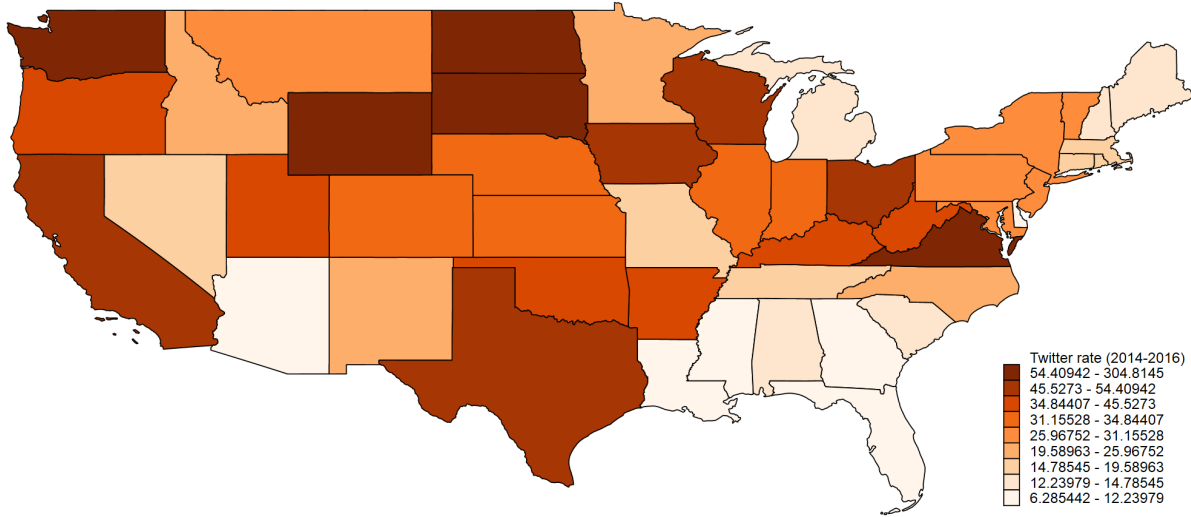 Twitter rate (2014-2016)
54.40942 - 304.8145
45.5273 - 54.40942
34.84407 - 45.5273
31.15528 - 34.84407
25.96752 - 31.15528
19.58963 - 25.96752
14.78545 - 19.58963
12.23979 - 14.78545
6.285442 - 12.23979